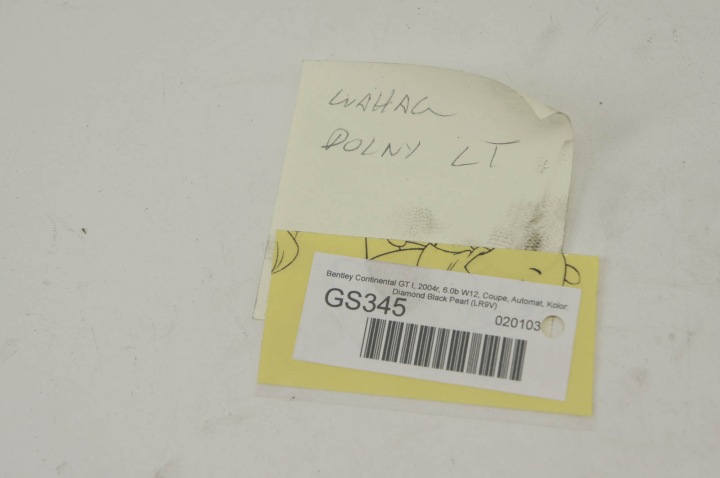 WAHACZ
DOLNY LT
Bentley Continental GT I, 2004r, 6.0b W12, Coupe, Automat, Kolor:
Diamond Black Pearl (LR9V)
GS345
020103